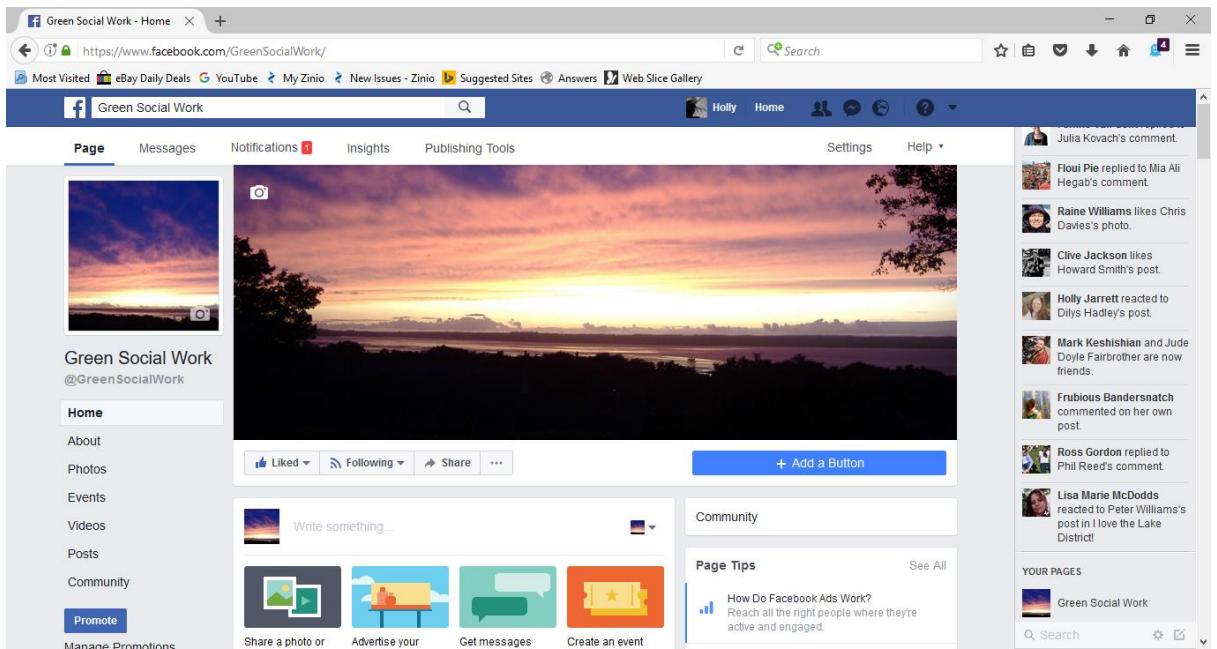 Green Social Work - Home
https://www.facebook.com/GreenSocialWork/
Search
4
Most Visited eBay Daily Deals YouTube My Zinio New Issues - Zinio Suggested Sites Answers Web Slice Gallery
Green Social Work
Holly Home
Page Messages Notifications 1 Insights Publishing Tools Settings Help
Green Social Work
@GreenSocialWork
Home
About
Photos
Events
Videos
Posts
Community
Promote
Manage Promotions
Liked Following Share
+ Add a Button
Write something...
Share a photo or
Advertise your
Get messages
Create an event
Community
Page Tips See All
How Do Facebook Ads Work?
Reach all the right people where they're
active and engaged.
Julia Kovach's comment.
Floui Pie replied to Mia Ali
Hegab's comment.
Raine Williams likes Chris
Davies's photo.
Clive Jackson likes
Howard Smith's post.
Holly Jarrett reacted to
Dilys Hadley's post.
Mark Keshishian and Jude
Doyle Fairbrother are now
friends.
Frubious Bandersnatch
commented on her own
post.
Ross Gordon replied to
Phil Reed's comment.
Lisa Marie McDodds
reacted to Peter Williams's
post in I love the Lake
District!
YOUR PAGES
Green Social Work
Search